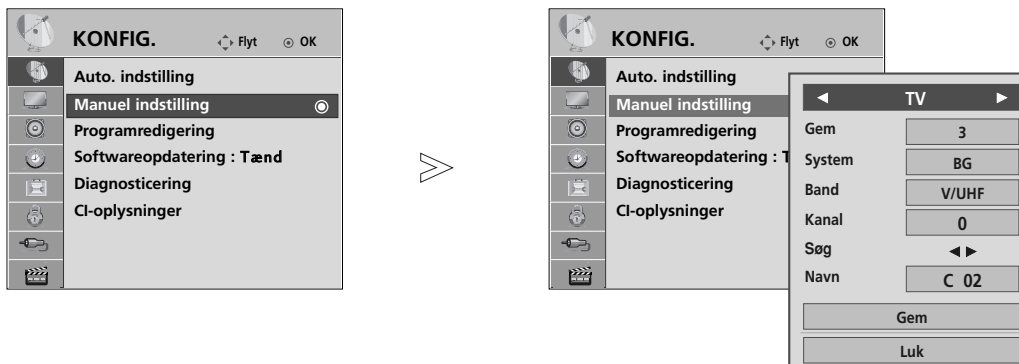 KONFIG. Flyt OK
Auto. indstilling
Manuel indstilling
Programredigering
Softwareopdatering : Tænd
Diagnosticering
CI-oplysninger
KONFIG. Flyt OK
Auto. indstilling
Manuel indstilling
Programredigering
Softwareopdatering : T
Diagnosticering
CI-oplysninger
◄ TV ►
Gem 3
System BG
Band V/UHF
Kanal 0
Søg ◄►
Navn C 02
Gem
Luk